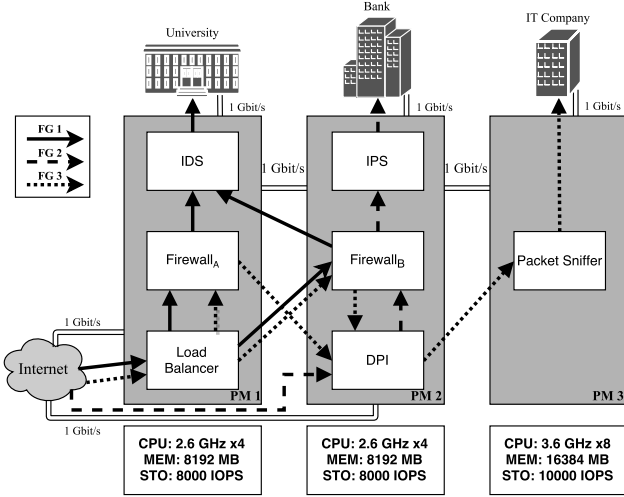 University
Bank
IT Company
1 Gbit/s
1 Gbit/s
1 Gbit/s
FG 1
FG 2
FG 3
IDS
1 Gbit/s
IPS
1 Gbit/s
Firewall_A
Firewall_B
Packet Sniffer
1 Gbit/s
Internet
Load
Balancer
DPI
PM 1
PM 2
PM 3
1 Gbit/s
CPU: 2.6 GHz x4
MEM: 8192 MB
STO: 8000 IOPS
CPU: 2.6 GHz x4
MEM: 8192 MB
STO: 8000 IOPS
CPU: 3.6 GHz x8
MEM: 16384 MB
STO: 10000 IOPS